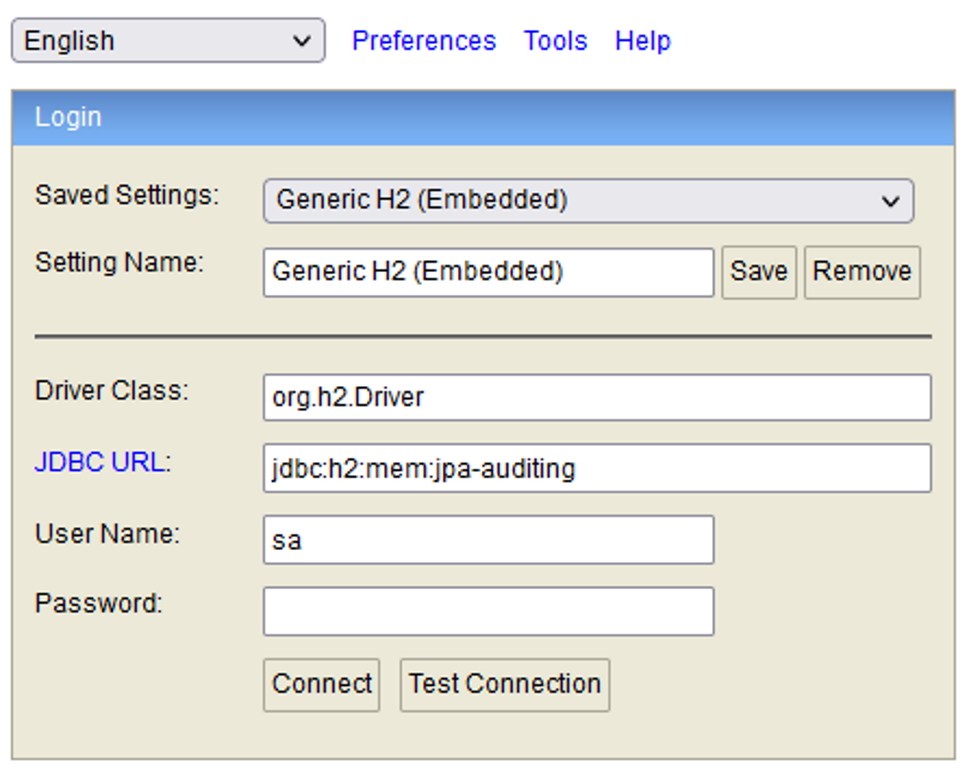 English Preferences Tools Help
Login
Saved Settings: Generic H2 (Embedded)
Setting Name: Generic H2 (Embedded) Save Remove
Driver Class: org.h2.Driver
JDBC URL: jdbc:h2:mem:jpa-auditing
User Name: sa
Password:
Connect Test Connection